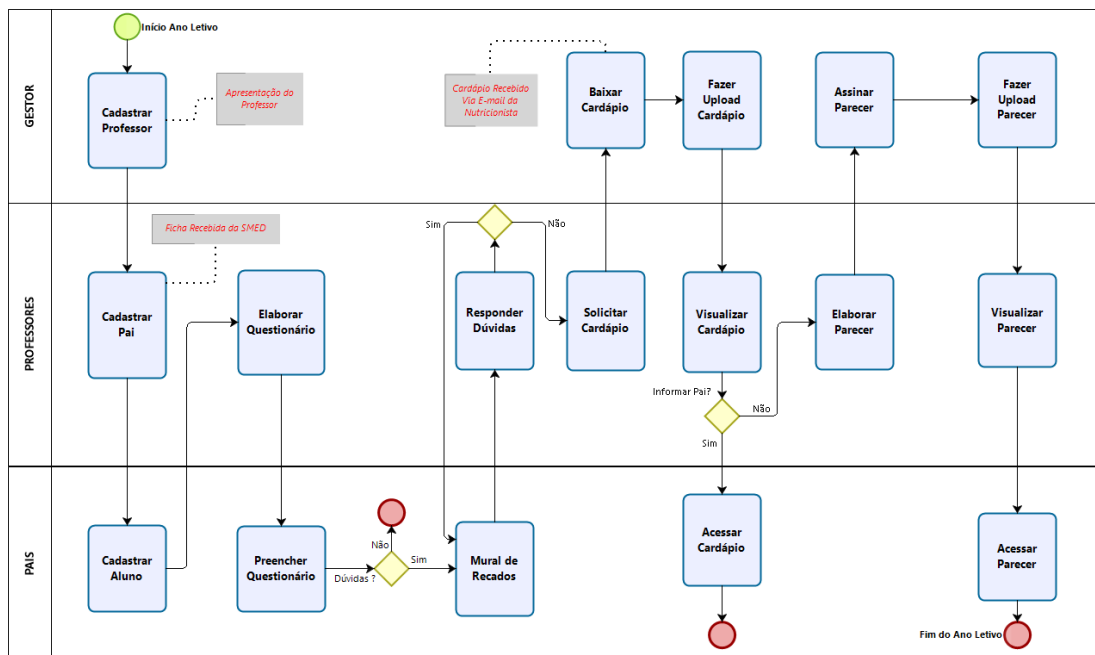 GESTOR
Início Ano Letivo
Cadastrar
Professor
Apresentação do
Professor
Cardápio Recebido
Via E-mail da
Nutricionista
Baixar
Cardápio
Fazer
Upload
Cardápio
Assinar
Parecer
Fazer
Upload
Parecer
PROFESSORES
Ficha Recebida da SMED
Cadastrar
Pai
Elaborar
Questionário
Sim
Não
Responder
Dúvidas
Solicitar
Cardápio
Visualizar
Cardápio
Informar Pai?
Não
Sim
Elaborar
Parecer
Visualizar
Parecer
PAIS
Cadastrar
Aluno
Preencher
Questionário
Dúvidas ?
Não
Sim
Mural de
Recados
Acessar
Cardápio
Acessar
Parecer
Fim do Ano Letivo